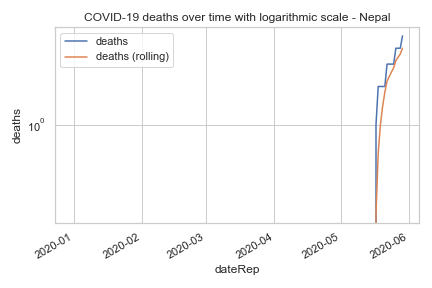 COVID-19 deaths over time with logarithmic scale - Nepal
deaths
deaths (rolling)
deaths
10⁰
2020-01
2020-02
2020-03
2020-04
2020-05
2020-06
dateRep